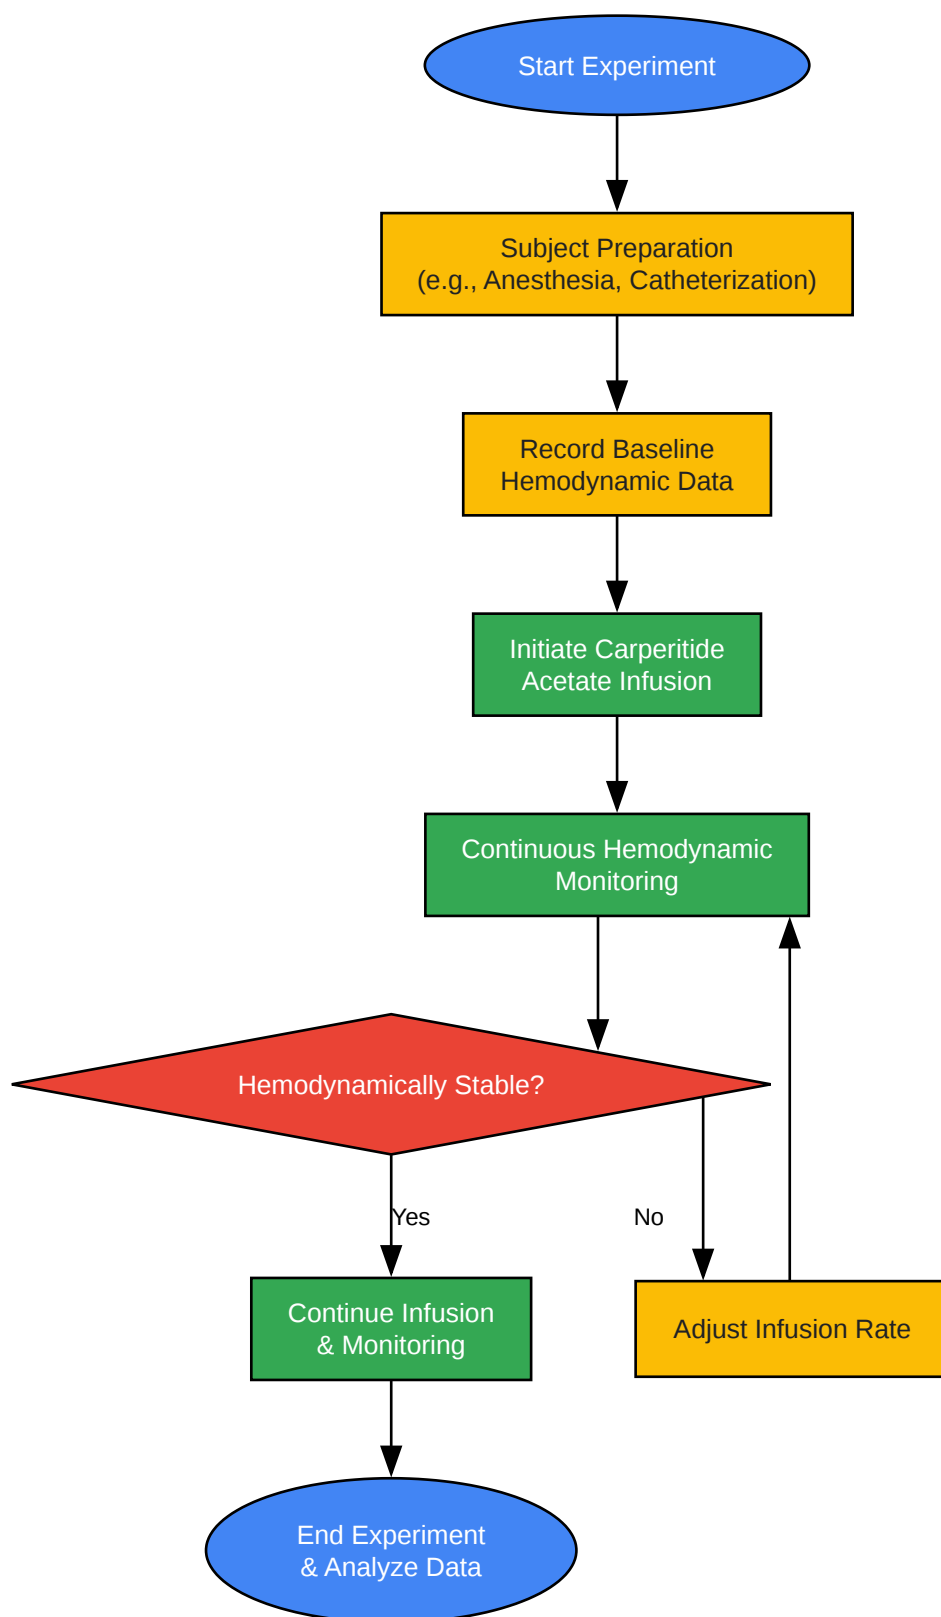 Start Experiment
Subject Preparation
(e.g., Anesthesia, Catheterization)
Record Baseline
Hemodynamic Data
Initiate Carperitide
Acetate Infusion
Continuous Hemodynamic
Monitoring
Hemodynamically Stable?
Yes
No
Continue Infusion
& Monitoring
Adjust Infusion Rate
End Experiment
& Analyze Data